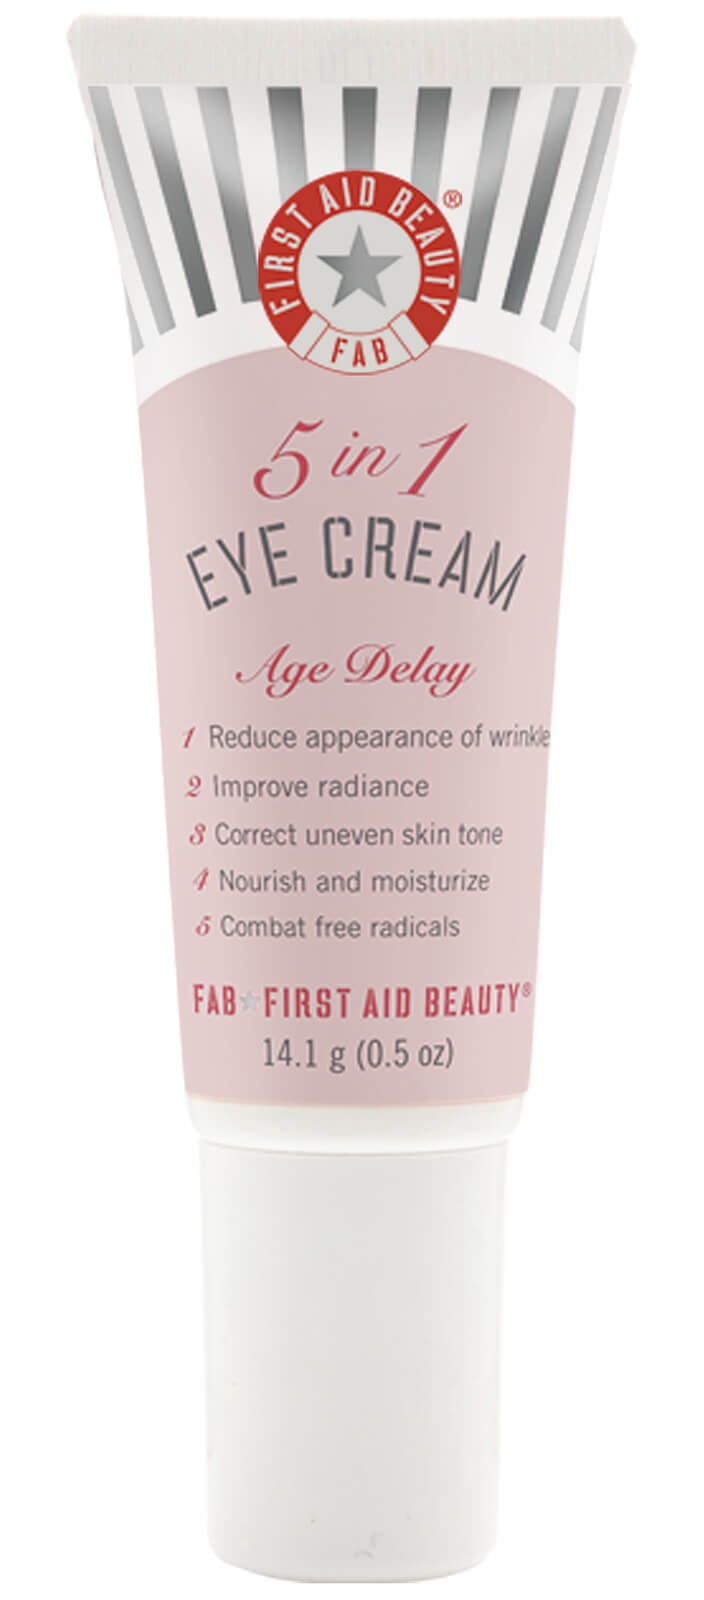 FIRST AID BEAUTY®
FAB
5 in 1
EYE CREAM
Age Delay
1 Reduce appearance of wrinkle
2 Improve radiance
3 Correct uneven skin tone
4 Nourish and moisturize
5 Combat free radicals
FAB FIRST AID BEAUTY®
14.1 g (0.5 oz)